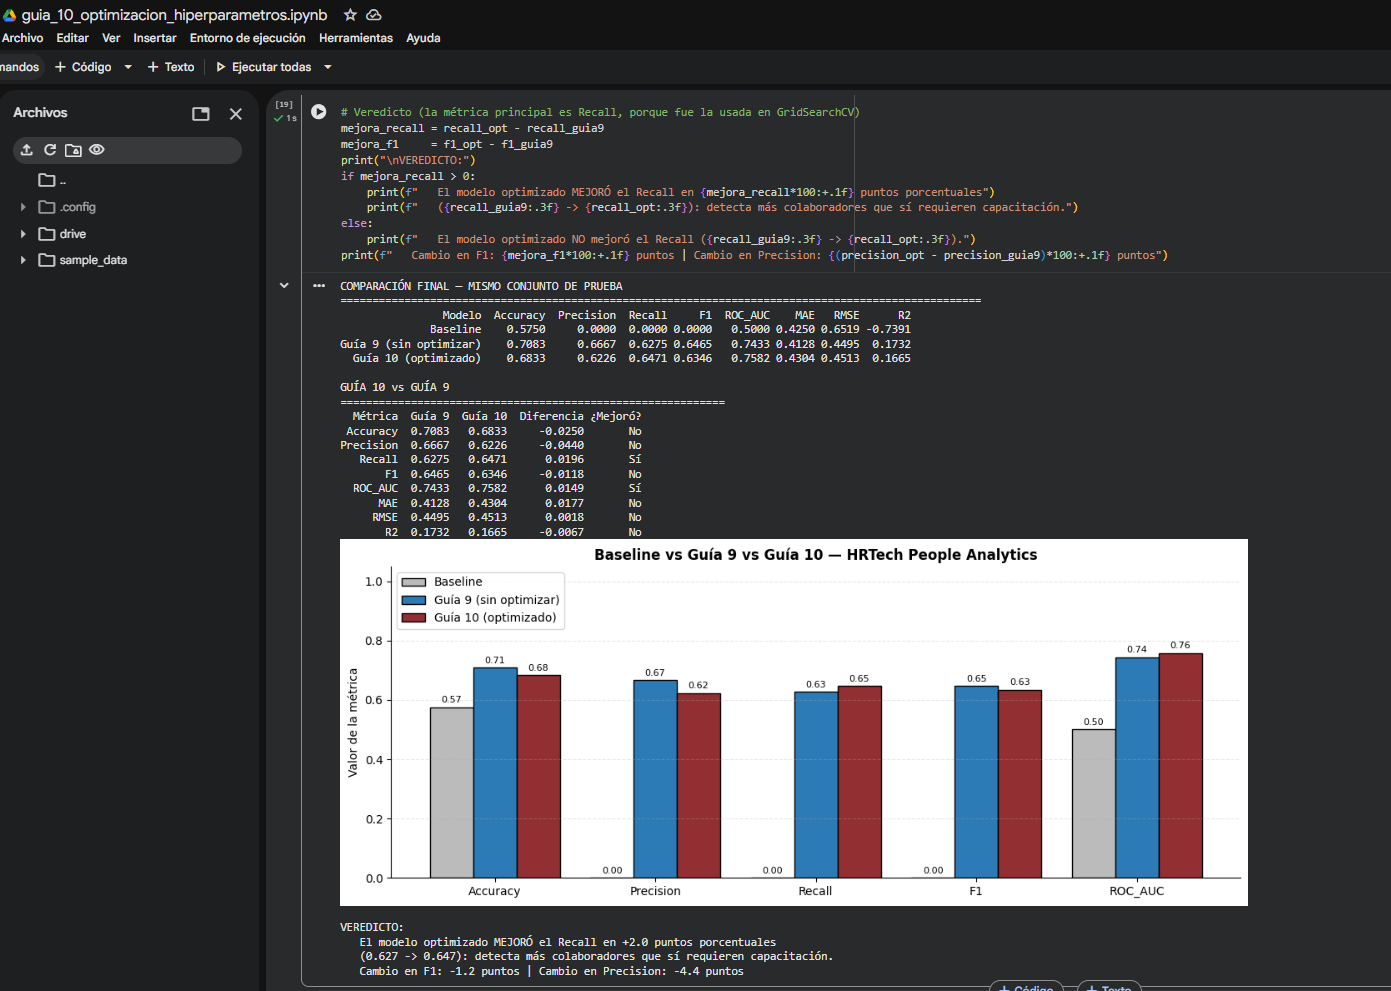 guia_10_optimizacion_hiperparametros.ipynb
Archivo Editar Ver Insertar Entorno de ejecución Herramientas Ayuda
mandos + Código + Texto Ejecutar todas
Archivos
..
.config
drive
sample_data
[19]
1 s
# Veredicto (la métrica principal es Recall, porque fue la usada en GridSearchCV)
mejora_recall = recall_opt - recall_guia9
mejora_f1     = f1_opt - f1_guia9
print("\nVEREDICTO:")
if mejora_recall > 0:
    print(f"   El modelo optimizado MEJORÓ el Recall en {mejora_recall*100:+.1f} puntos porcentuales")
    print(f"   ({recall_guia9:.3f} -> {recall_opt:.3f}): detecta más colaboradores que sí requieren capacitación.")
else:
    print(f"   El modelo optimizado NO mejoró el Recall ({recall_guia9:.3f} -> {recall_opt:.3f}).")
print(f"   Cambio en F1: {mejora_f1*100:+.1f} puntos | Cambio en Precision: {(precision_opt - precision_guia9)*100:+.1f} puntos")
COMPARACIÓN FINAL — MISMO CONJUNTO DE PRUEBA
====================================================================================================
Modelo Accuracy Precision Recall F1 ROC_AUC MAE RMSE R2
Baseline 0.5750 0.0000 0.0000 0.0000 0.5000 0.4250 0.6519 -0.7391
Guía 9 (sin optimizar) 0.7083 0.6667 0.6275 0.6465 0.7433 0.4128 0.4495 0.1732
Guía 10 (optimizado) 0.6833 0.6226 0.6471 0.6346 0.7582 0.4304 0.4513 0.1665
GUÍA 10 vs GUÍA 9
============================================================
Métrica Guía 9 Guía 10 Diferencia ¿Mejoró?
Accuracy 0.7083 0.6833 -0.0250 No
Precision 0.6667 0.6226 -0.0440 No
Recall 0.6275 0.6471 0.0196 Sí
F1 0.6465 0.6346 -0.0118 No
ROC_AUC 0.7433 0.7582 0.0149 Sí
MAE 0.4128 0.4304 0.0177 No
RMSE 0.4495 0.4513 0.0018 No
R2 0.1732 0.1665 -0.0067 No
Baseline vs Guía 9 vs Guía 10 — HRTech People Analytics
Baseline
Guía 9 (sin optimizar)
Guía 10 (optimizado)
Valor de la métrica
1.0
0.8
0.6
0.4
0.2
0.0
0.57 0.71 0.68
0.00 0.67 0.62
0.00 0.63 0.65
0.00 0.65 0.63
0.50 0.74 0.76
Accuracy Precision Recall F1 ROC_AUC
VEREDICTO:
   El modelo optimizado MEJORÓ el Recall en +2.0 puntos porcentuales
   (0.627 -> 0.647): detecta más colaboradores que sí requieren capacitación.
   Cambio en F1: -1.2 puntos | Cambio en Precision: -4.4 puntos
+ Código + Texto